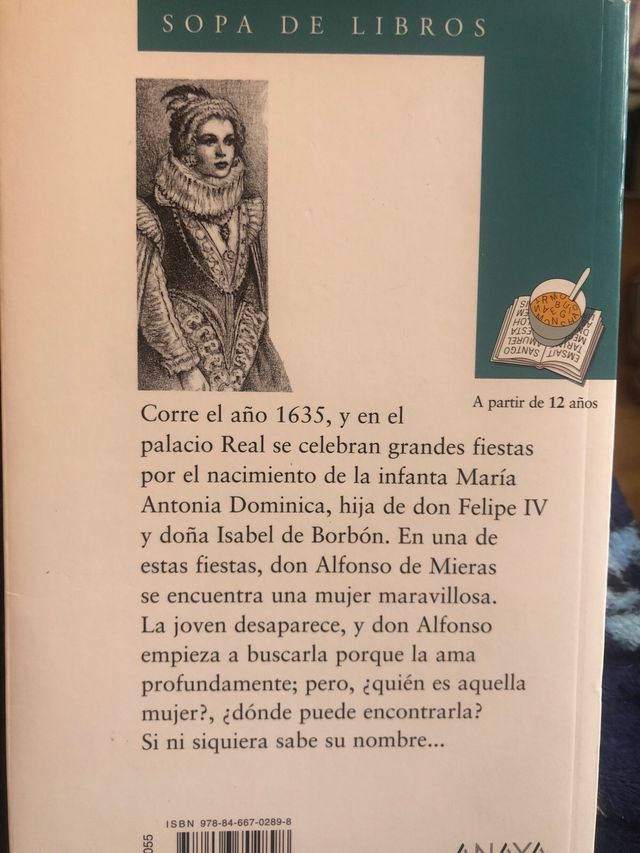 SOPA DE LIBROS
A partir de 12 años
Corre el año 1635, y en el
palacio Real se celebran grandes fiestas
por el nacimiento de la infanta María
Antonia Dominica, hija de don Felipe IV
y doña Isabel de Borbón. En una de
estas fiestas, don Alfonso de Mieras
se encuentra una mujer maravillosa.
La joven desaparece, y don Alfonso
empieza a buscarla porque la ama
profundamente; pero, ¿quién es aquella
mujer?, ¿dónde puede encontrarla?
Si ni siquiera sabe su nombre...
ISBN 978-84-667-0289-8
055
ANAYA